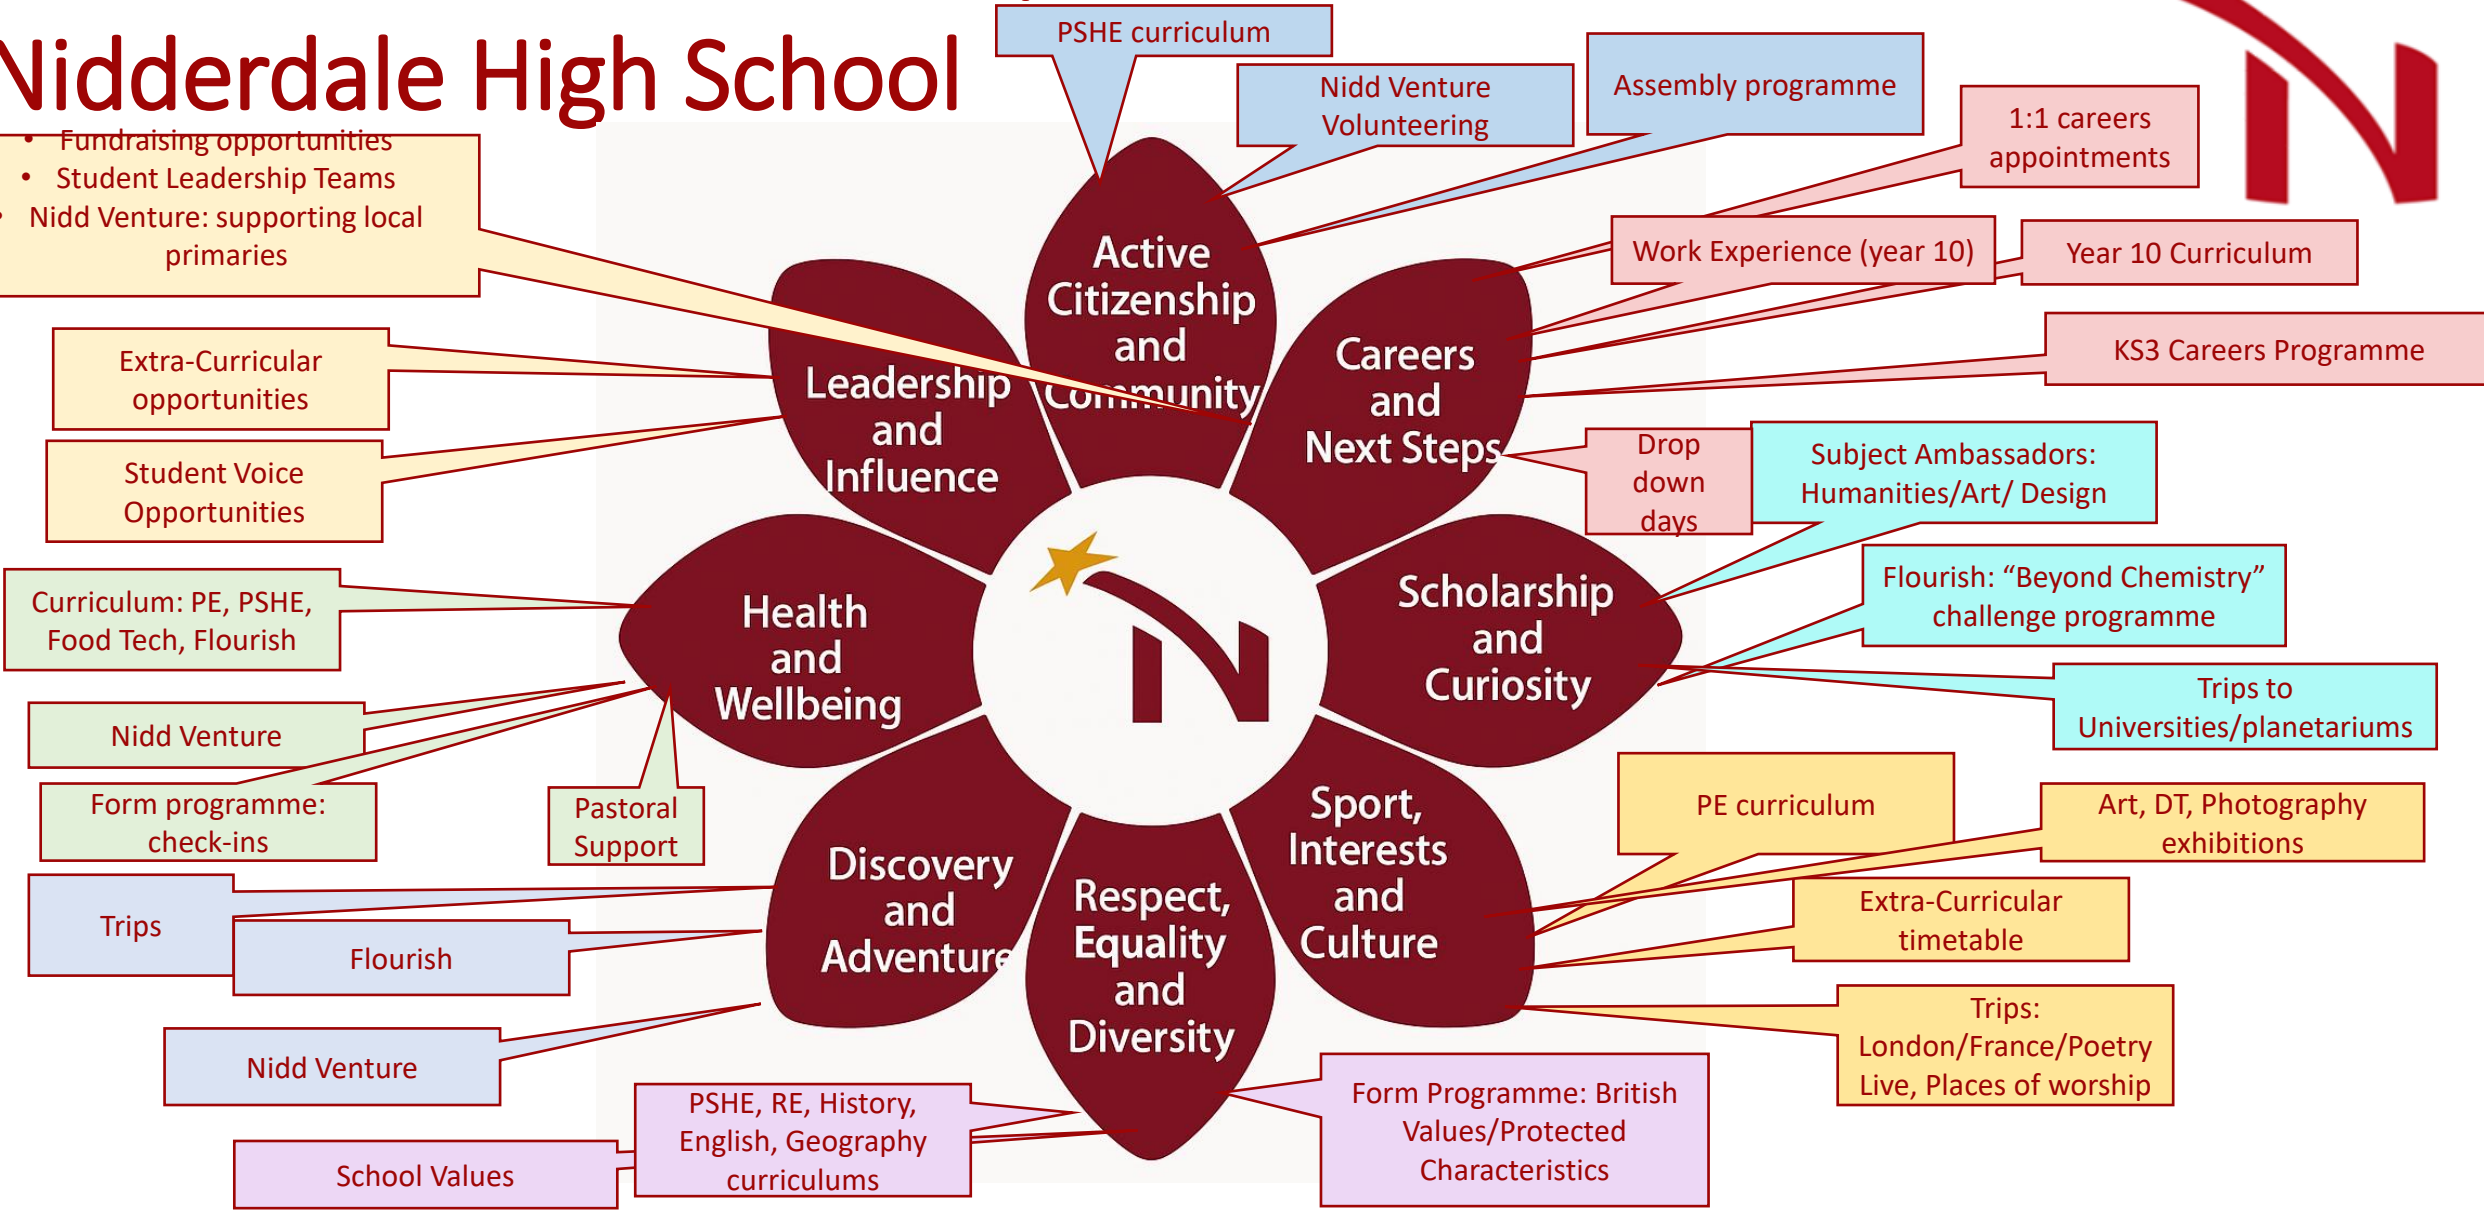 Nidderdale High School
PSHE curriculum
Nidd Venture
Volunteering
Assembly programme
1:1 careers
appointments
• Fundraising opportunities
• Student Leadership Teams
• Nidd Venture: supporting local
primaries
Work Experience (year 10)
Year 10 Curriculum
KS3 Careers Programme
Extra-Curricular
opportunities
Student Voice
Opportunities
Drop
down
days
Subject Ambassadors:
Humanities/Art/ Design
Flourish: “Beyond Chemistry”
challenge programme
Trips to
Universities/planetariums
Curriculum: PE, PSHE,
Food Tech, Flourish
Nidd Venture
Form programme:
check-ins
Pastoral
Support
PE curriculum
Art, DT, Photography
exhibitions
Extra-Curricular
timetable
Trips:
London/France/Poetry
Live, Places of worship
Trips
Flourish
Nidd Venture
PSHE, RE, History,
English, Geography
curriculums
School Values
Form Programme: British
Values/Protected
Characteristics
Active
Citizenship
and
Community
Careers
and
Next Steps
Scholarship
and
Curiosity
Sport,
Interests
and
Culture
Respect,
Equality
and
Diversity
Discovery
and
Adventure
Health
and
Wellbeing
Leadership
and
Influence
N
N